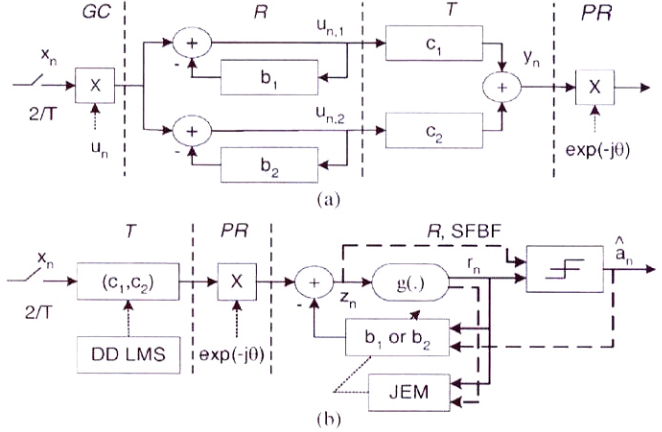 GC R T PR
x_n
2/T
X
u_n
+
-
b_1
u_{n,1}
+
-
b_2
u_{n,2}
c_1
c_2
+
y_n
X
exp(-jθ)
(a)
T PR R, SFBF
x_n
2/T
(c_1,c_2)
DD LMS
X
exp(-jθ)
+
-
z_n
g(.)
r_n
â_n
b_1 or b_2
JEM
(b)